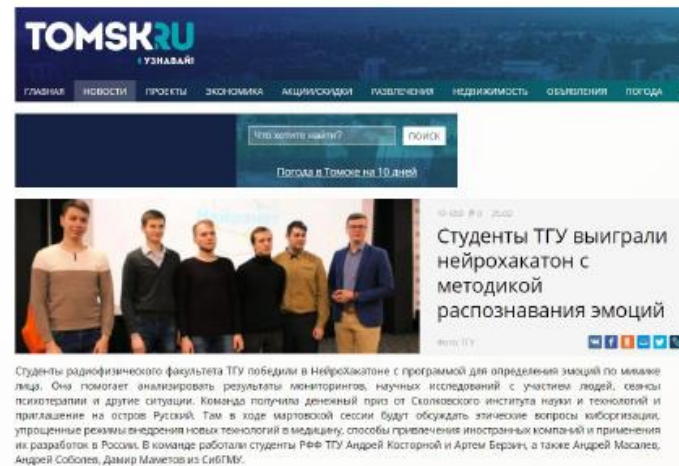 TOMSK RU
УЗНАВАЙ!
ГЛАВНАЯ НОВОСТИ ПРОЕКТЫ ЭКОНОМИКА АКЦИИ/СКИДКИ РАЗВЛЕЧЕНИЯ НЕДВИЖИМОСТЬ ОБЪЯВЛЕНИЯ ПОГОДА
Что хотите найти? ПОИСК
Погода в Томске на 10 дней
Студенты ТГУ выиграли
нейрохакатон с
методикой
распознавания эмоций
Фото: ТГУ
Студенты радиофизического факультета ТГУ победили в НейроХакатоне с программой для определения эмоций по мимике
лица. Она помогает анализировать результаты мониторингов, научных исследований с участием людей, сеансы
психотерапии и другие ситуации. Команда получила денежный приз от Сколковского института науки и технологий и
приглашение на остров Русский. Там в ходе мартовской сессии будут обсуждать этические вопросы киборгизации,
упрощенные режимы внедрения новых технологий в медицину, способы привлечения иностранных компаний и применения
их разработок в России. В команде работали студенты РФФ ТГУ Андрей Косторной и Артем Берзин, а также Андрей Масалев,
Андрей Соболев, Дамир Маметов из СибГМУ.